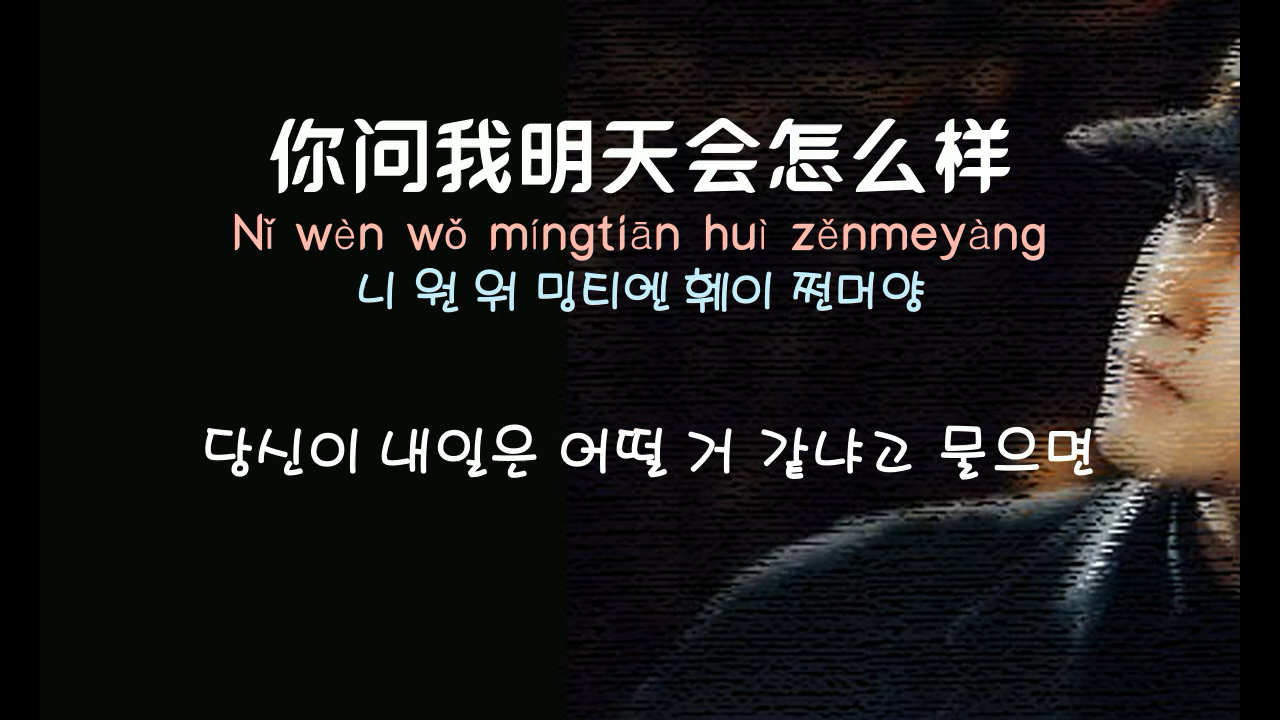 你问我明天会怎么样
Nǐ wèn wǒ míngtiān huì zěnmeyàng
니 원 워 밍티엔 훼이 쩐머양
당신이 내일은 어떨 거 같냐고 물으면